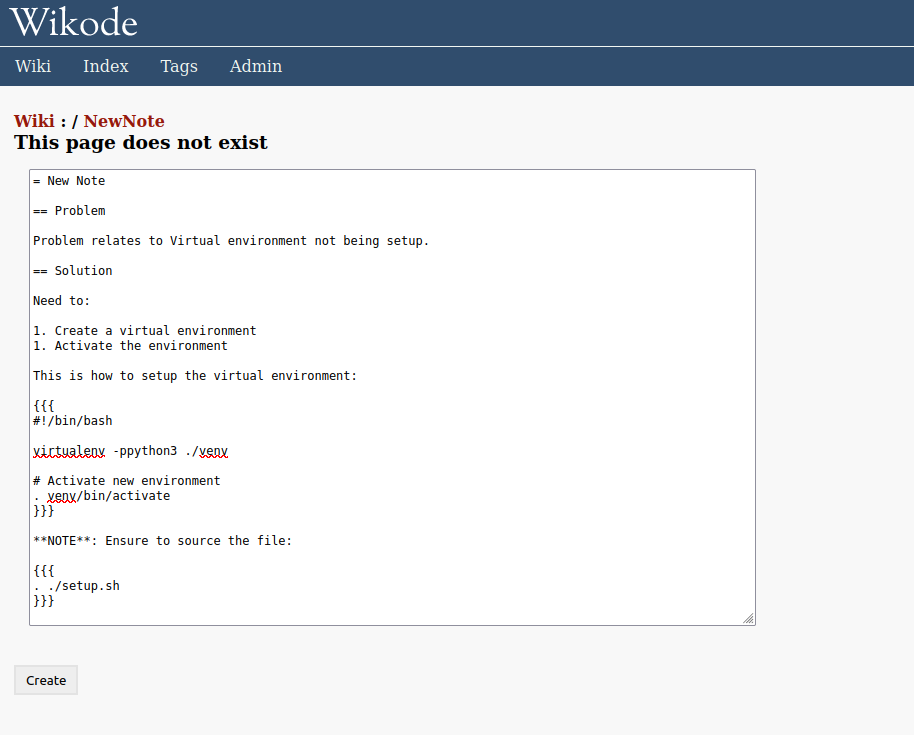 Wikode
Wiki Index Tags Admin
Wiki : / NewNote
This page does not exist
= New Note
== Problem
Problem relates to Virtual environment not being setup.
== Solution
Need to:
1. Create a virtual environment
1. Activate the environment
This is how to setup the virtual environment:
{{{
#!/bin/bash
virtualenv -ppython3 ./venv
# Activate new environment
. venv/bin/activate
}}}
**NOTE**: Ensure to source the file:
{{{
. ./setup.sh
}}}
Create